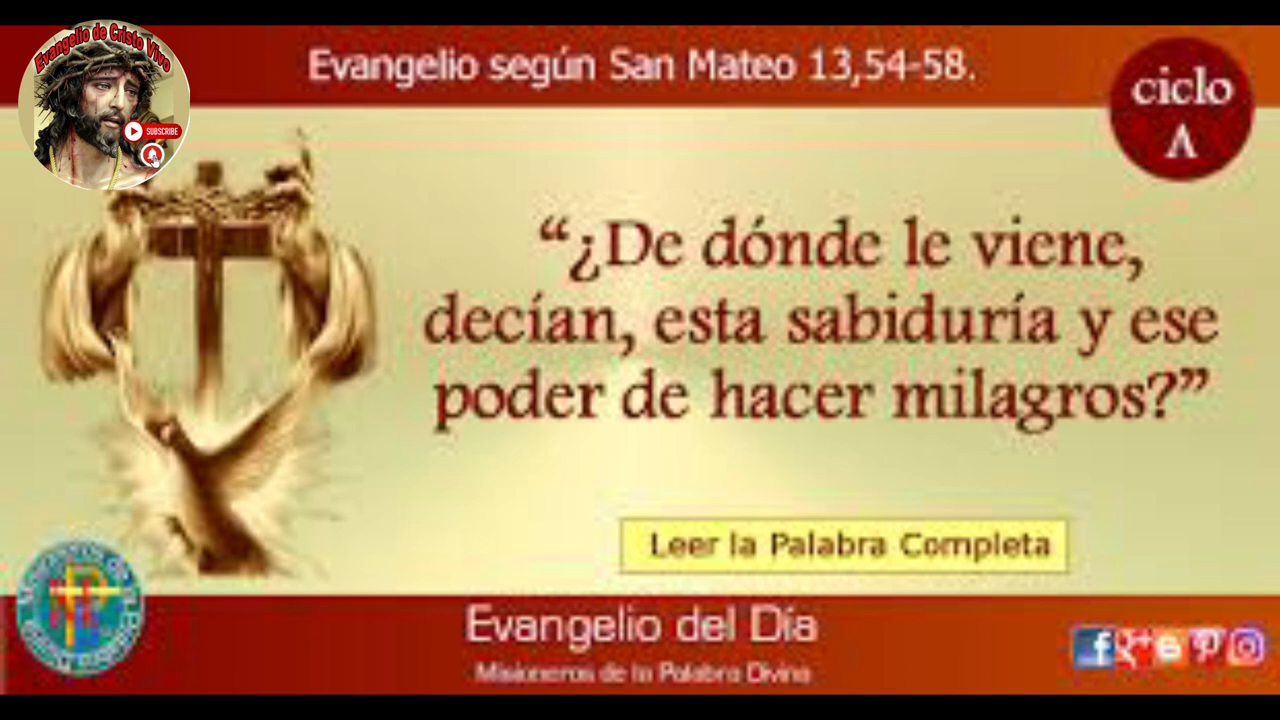 Evangelio de Cristo Vivo
SUBSCRIBE
Evangelio según San Mateo 13,54-58.
ciclo
A
“¿De dónde le viene,
decían, esta sabiduría y ese
poder de hacer milagros?”
Leer la Palabra Completa
Evangelio del Día
Misioneros de la Palabra Divina